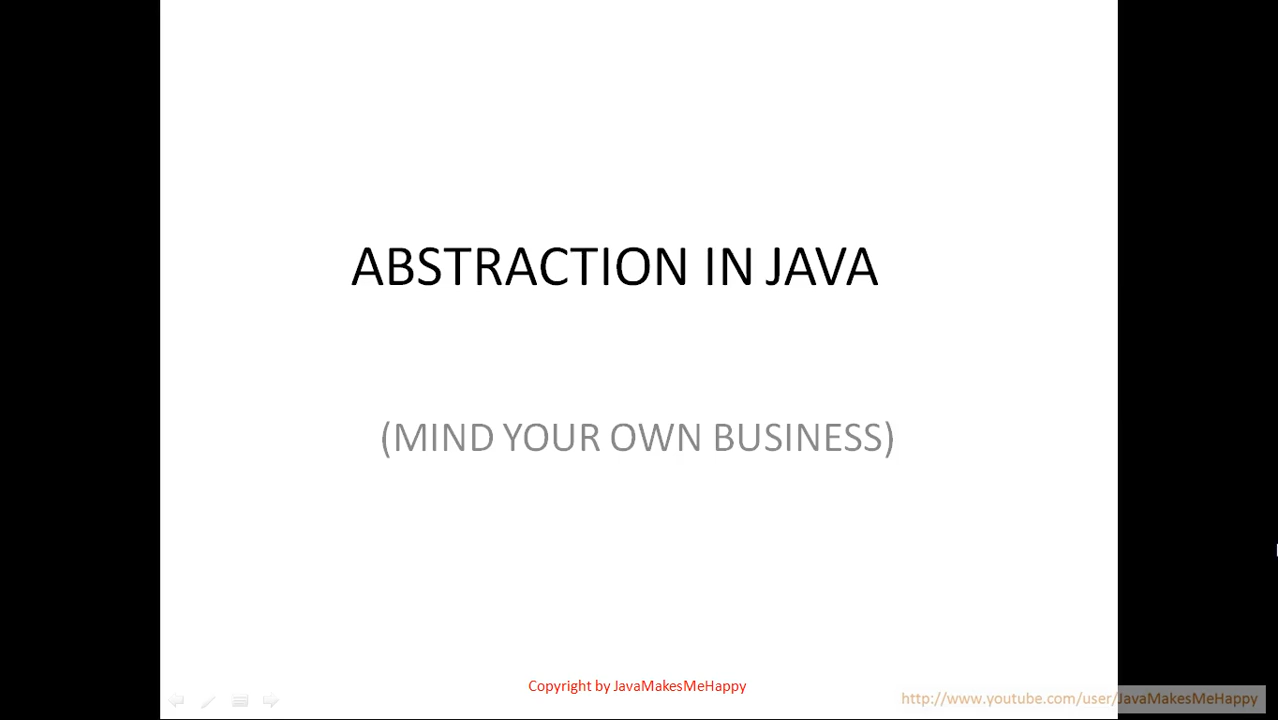 ABSTRACTION IN JAVA
(MIND YOUR OWN BUSINESS)
Copyright by JavaMakesMeHappy
http://www.youtube.com/user/JavaMakesMeHappy